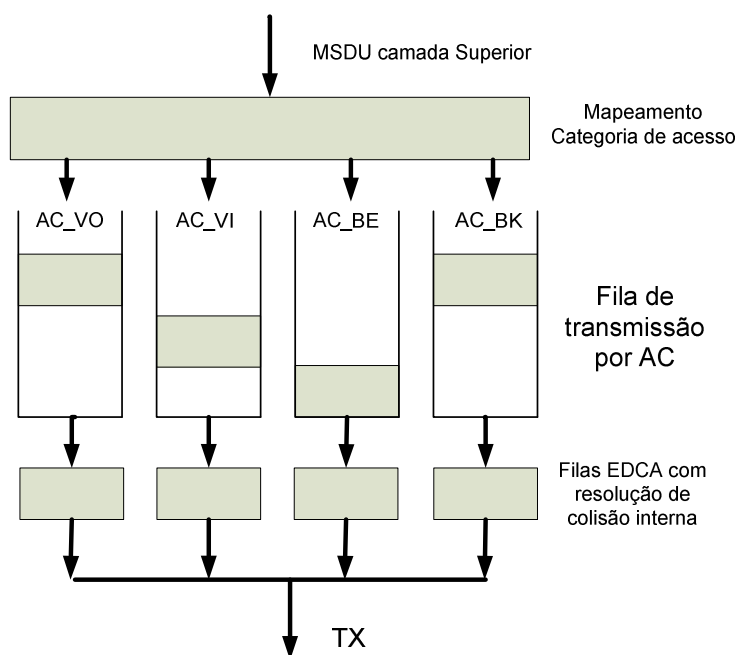 MSDU camada Superior
Mapeamento
Categoria de acesso
AC_VO
AC_VI
AC_BE
AC_BK
Fila de
transmissão
por AC
Filas EDCA com
resolução de
colisão interna
TX